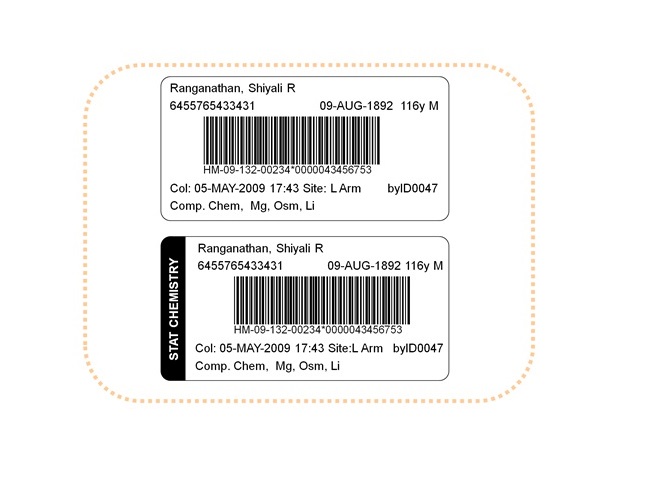 Ranganathan, Shiyali R
6455765433431 09-AUG-1892 116y M
HM-09-132-00234*0000043456753
Col: 05-MAY-2009 17:43 Site: L Arm byID0047
Comp. Chem, Mg, Osm, Li
STAT CHEMISTRY
Ranganathan, Shiyali R
6455765433431 09-AUG-1892 116y M
HM-09-132-00234*0000043456753
Col: 05-MAY-2009 17:43 Site:L Arm byID0047
Comp. Chem, Mg, Osm, Li